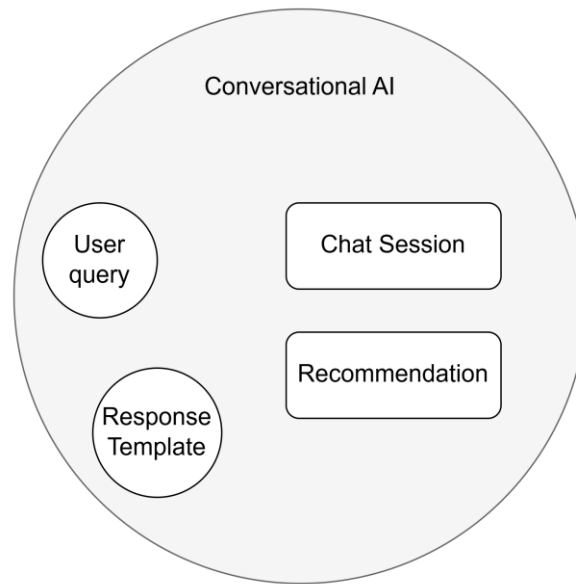 Conversational AI
User
query
Chat Session
Recommendation
Response
Template